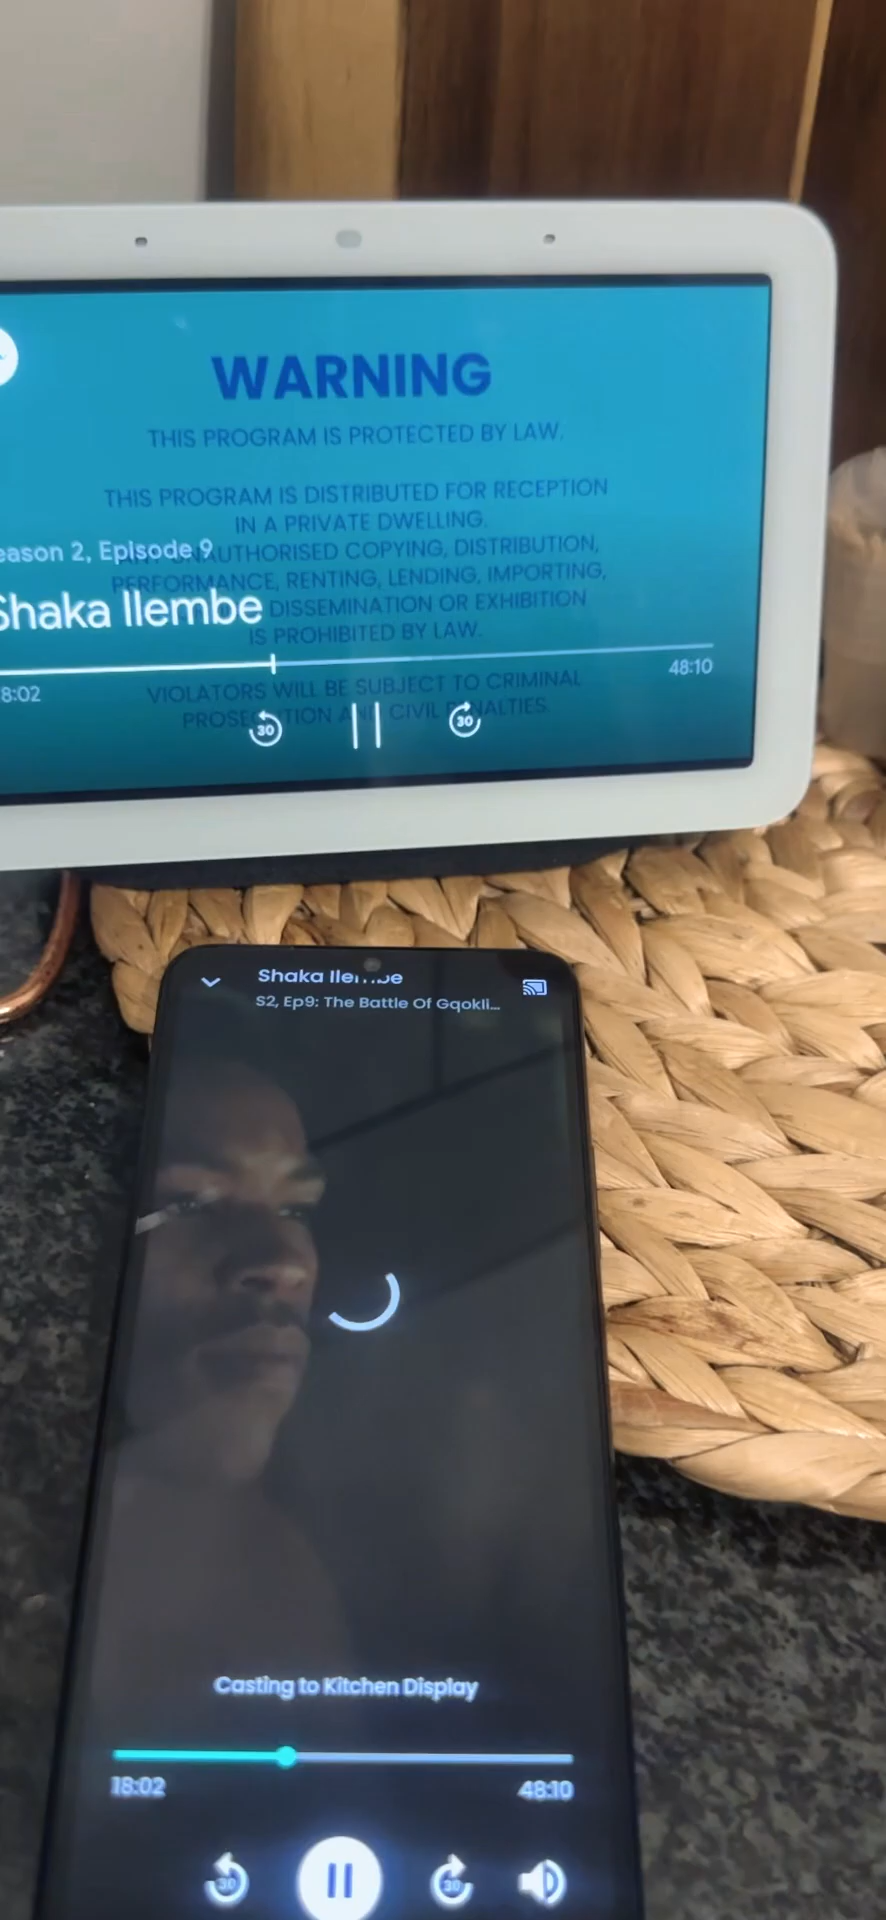 WARNING
THIS PROGRAM IS PROTECTED BY LAW.
THIS PROGRAM IS DISTRIBUTED FOR RECEPTION
IN A PRIVATE DWELLING.
eason 2, Episode 9
AUTHORISED COPYING, DISTRIBUTION,
PERFORMANCE, RENTING, LENDING, IMPORTING,
Shaka Ilembe
DISSEMINATION OR EXHIBITION
IS PROHIBITED BY LAW.
8:02
48:10
VIOLATORS WILL BE SUBJECT TO CRIMINAL
CIVIL
30
30
Shaka
S2, Ep9: The Battle Of Gqokli...
Casting to Kitchen Display
18:02
48:10
30
30